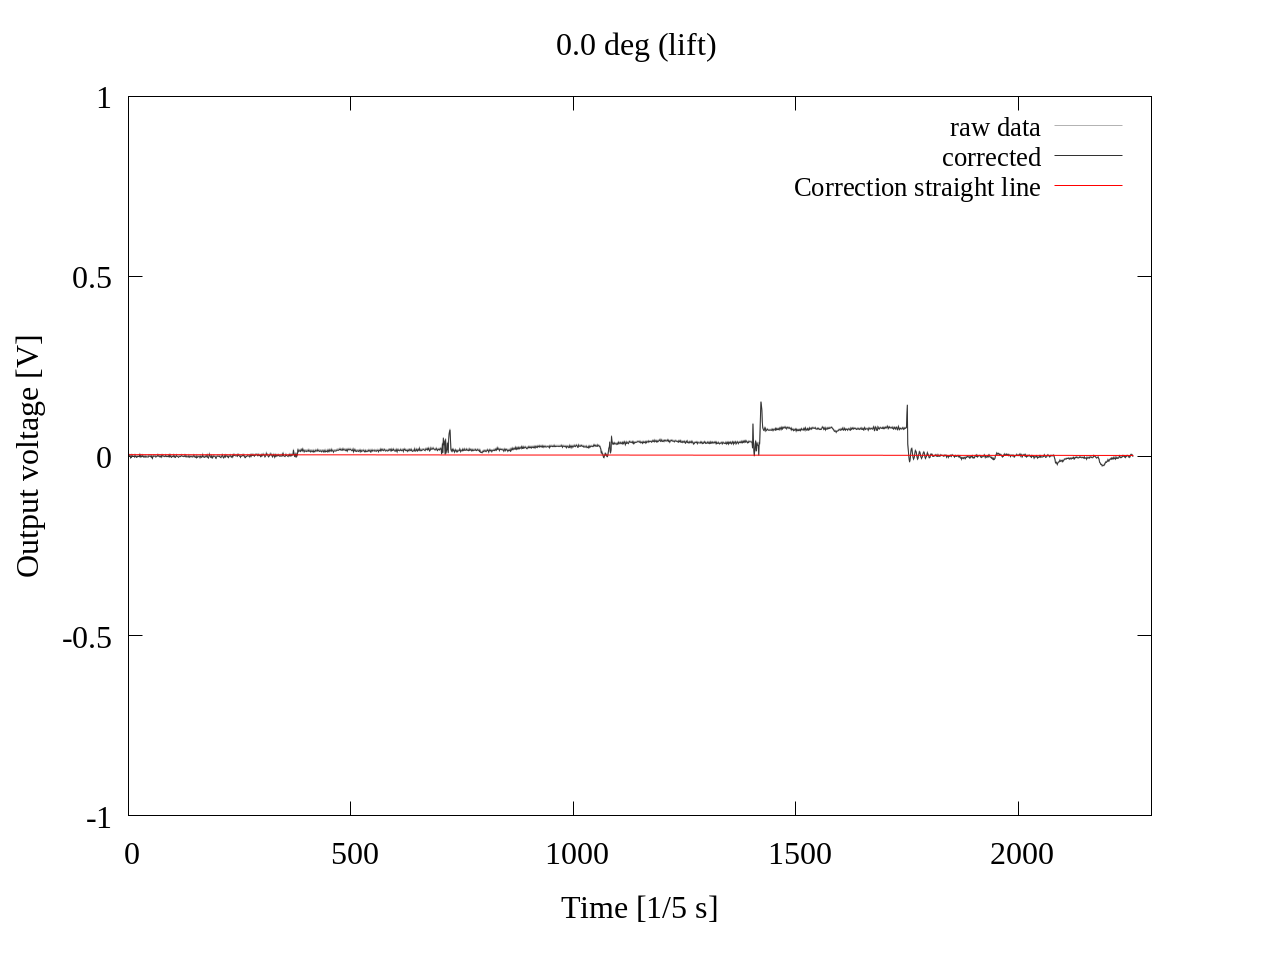 0.0 deg (lift)
1
raw data
corrected
Correction straight line
0.5
Output voltage [V]
0
-0.5
-1
0 500 1000 1500 2000
Time [1/5 s]